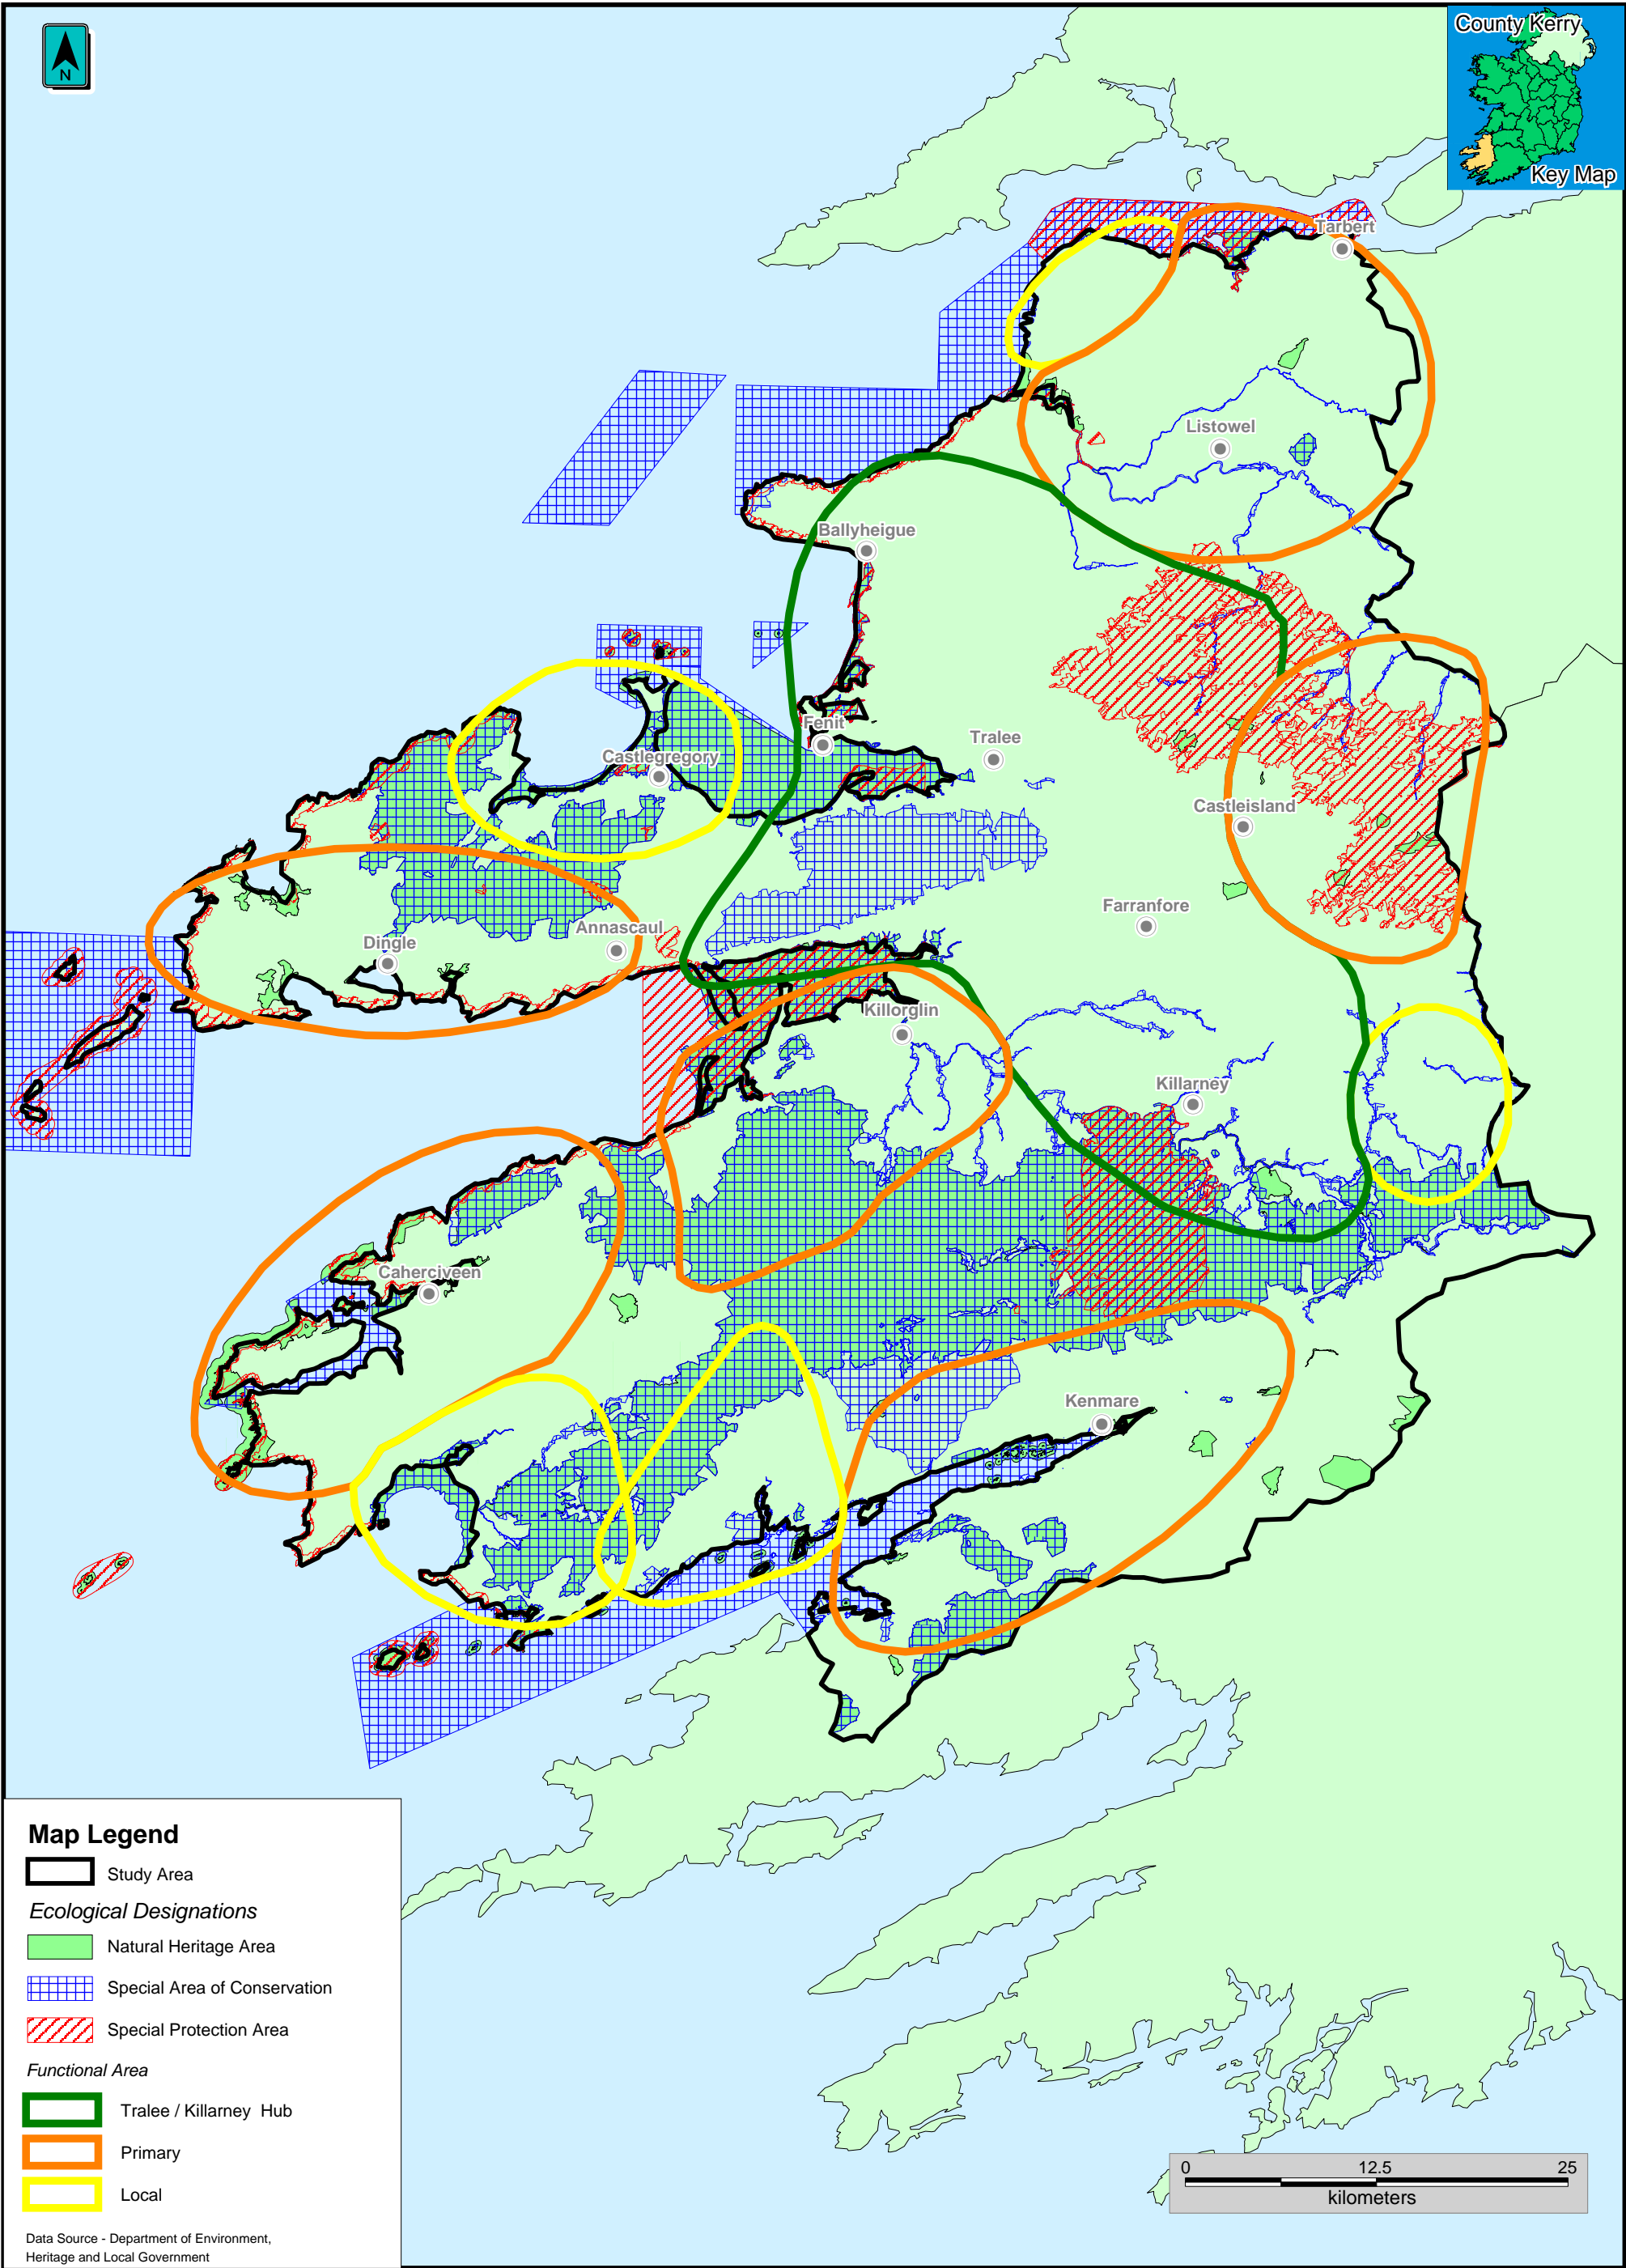 County Kerry
Key Map
N
Tarbert
Listowel
Ballyheigue
Fenit
Tralee
Castlegregory
Castleisland
Farranfore
Annascaul
Dingle
Killorglin
Killarney
Caherciveen
Kenmare
Map Legend
Study Area
Ecological Designations
Natural Heritage Area
Special Area of Conservation
Special Protection Area
Functional Area
Tralee / Killarney Hub
Primary
Local
Data Source - Department of Environment,
Heritage and Local Government
0 12.5 25
kilometers